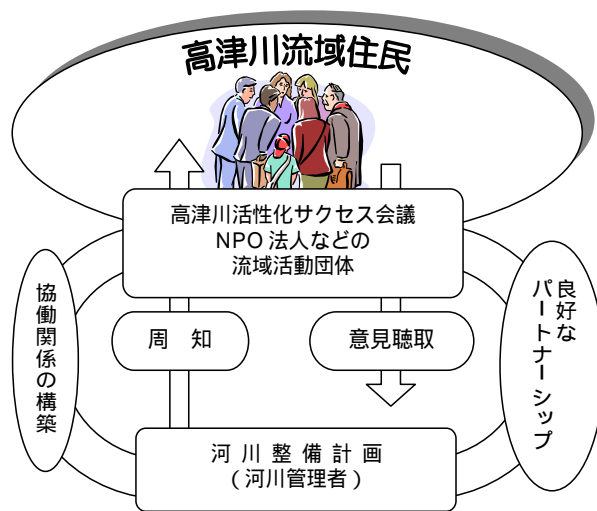 高津川流域住民
高津川活性化サクセス会議
NPO 法人などの
流域活動団体
協働関係の構築
周 知
意見聴取
良好な
パートナーシップ
河 川 整 備 計 画
（河川管理者）